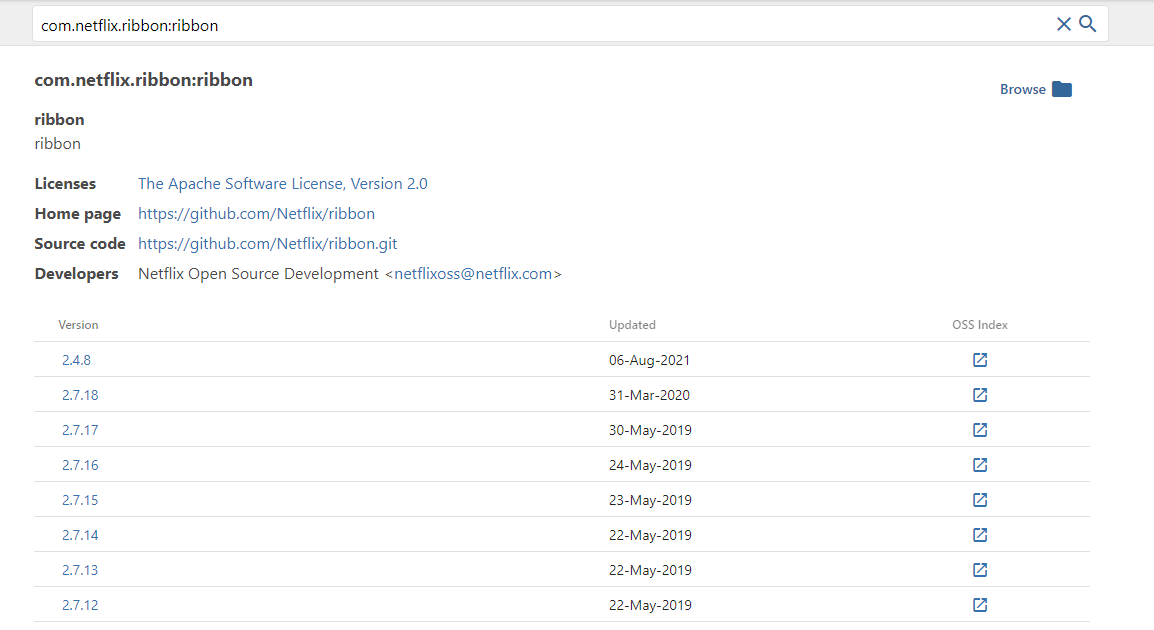 com.netflix.ribbon:ribbon
com.netflix.ribbon:ribbon
Browse
ribbon
ribbon
Licenses The Apache Software License, Version 2.0
Home page https://github.com/Netflix/ribbon
Source code https://github.com/Netflix/ribbon.git
Developers Netflix Open Source Development <netflixoss@netflix.com>
Version Updated OSS Index
2.4.8 06-Aug-2021
2.7.18 31-Mar-2020
2.7.17 30-May-2019
2.7.16 24-May-2019
2.7.15 23-May-2019
2.7.14 22-May-2019
2.7.13 22-May-2019
2.7.12 22-May-2019